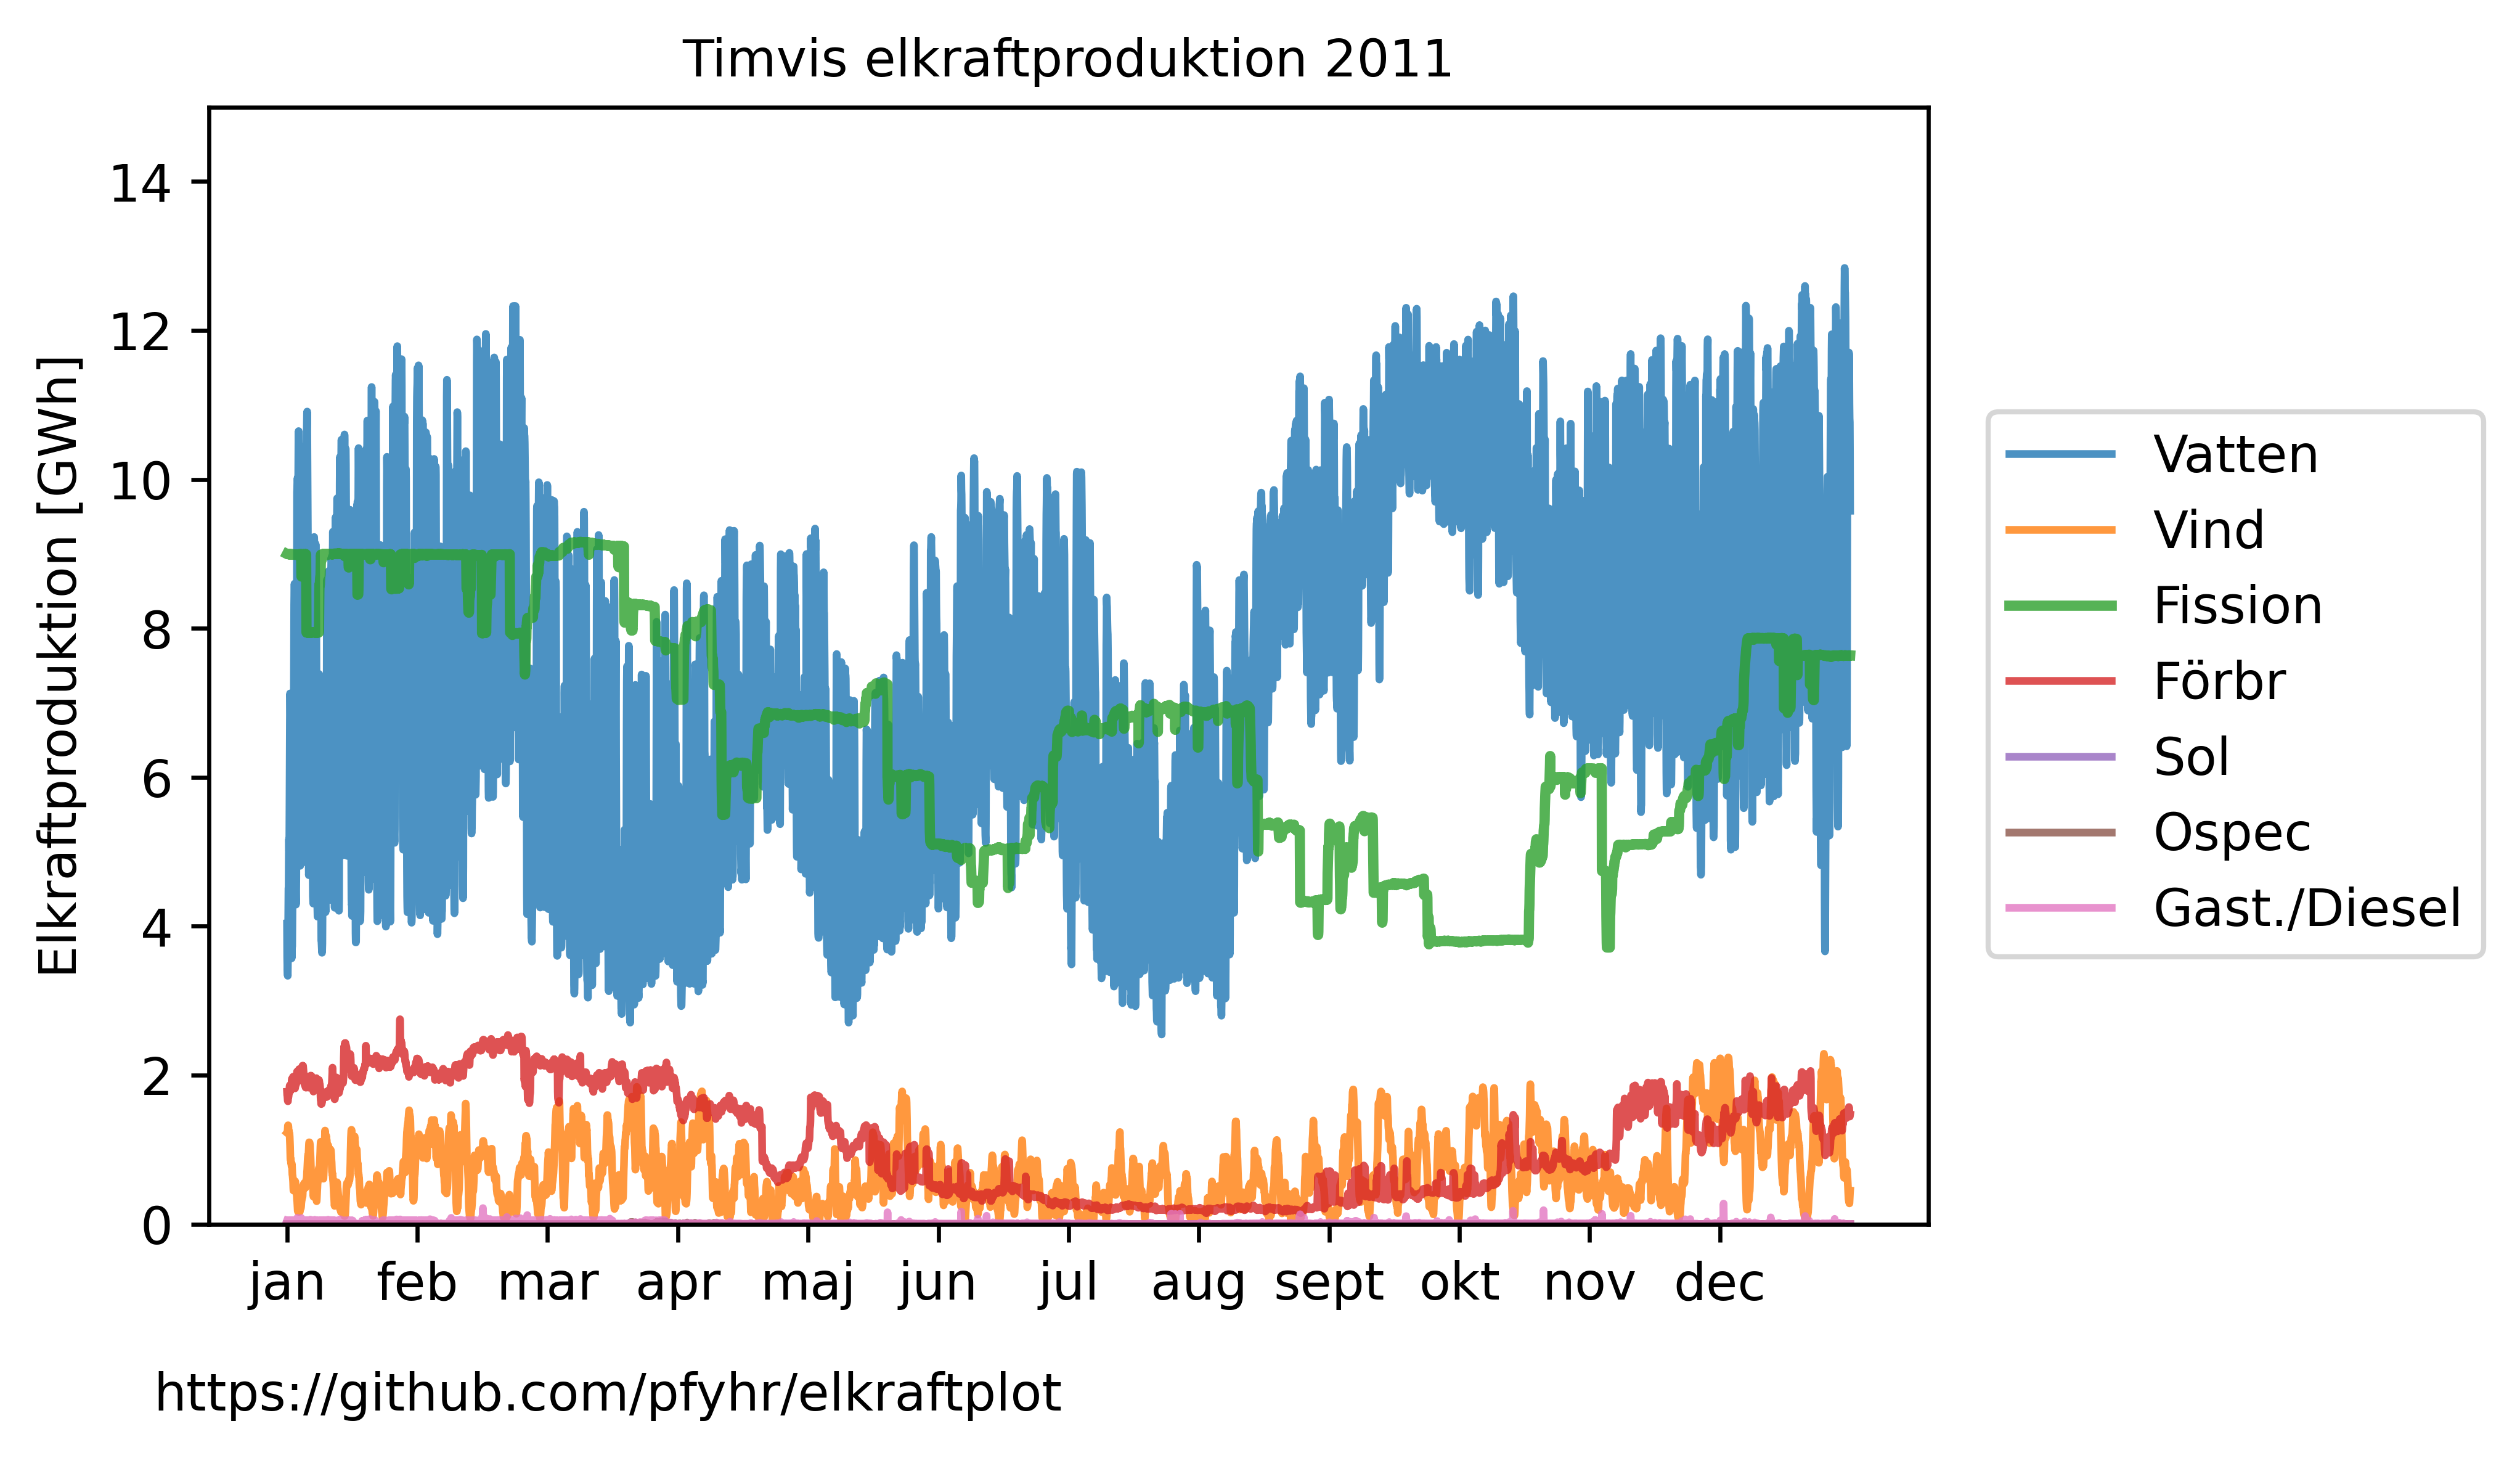 Timvis elkraftproduktion 2011
Elkraftproduktion [GWh]
14
12
10
8
6
4
2
0
jan feb mar apr maj jun jul aug sept okt nov dec
Vatten
Vind
Fission
Förbr
Sol
Ospec
Gast./Diesel
https://github.com/pfyhr/elkraftplot